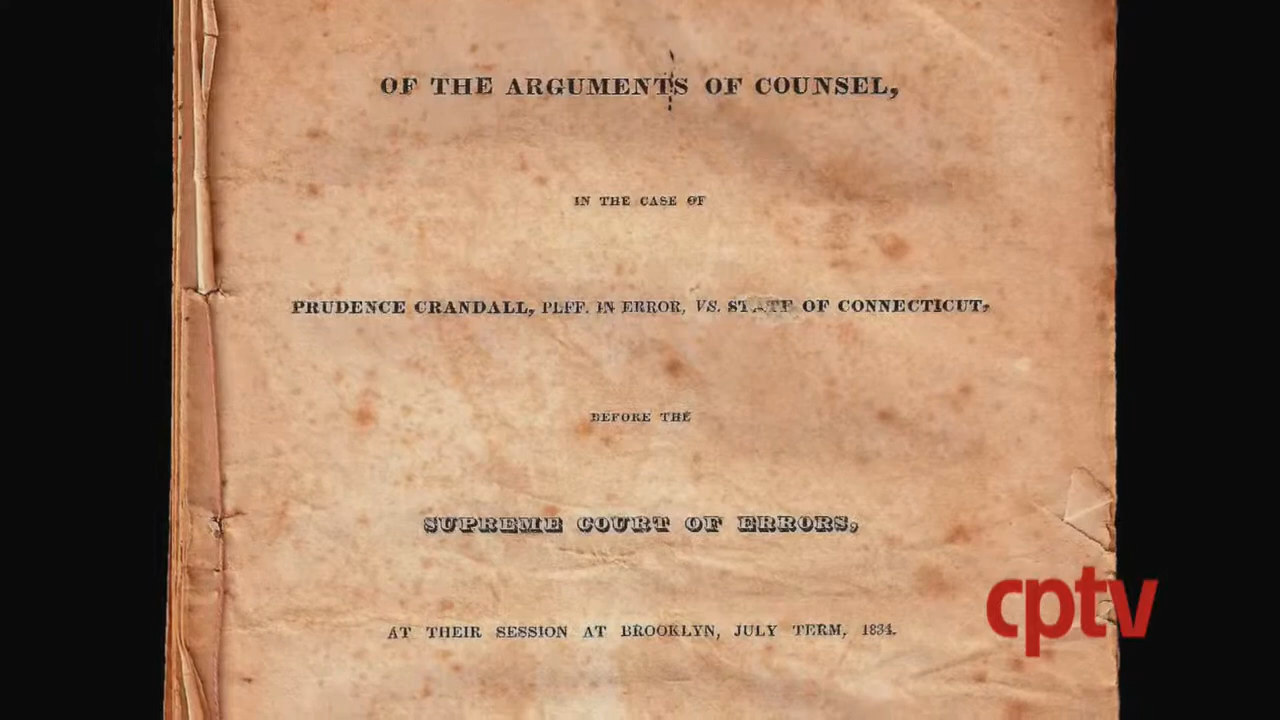 OF THE ARGUMENTS OF COUNSEL,
IN THE CASE OF
PRUDENCE CRANDALL, PLFF. IN ERROR, VS. STATE OF CONNECTICUT,
BEFORE THE
SUPREME COURT OF ERRORS,
AT THEIR SESSION AT BROOKLYN, JULY TERM, 1834.
cptv